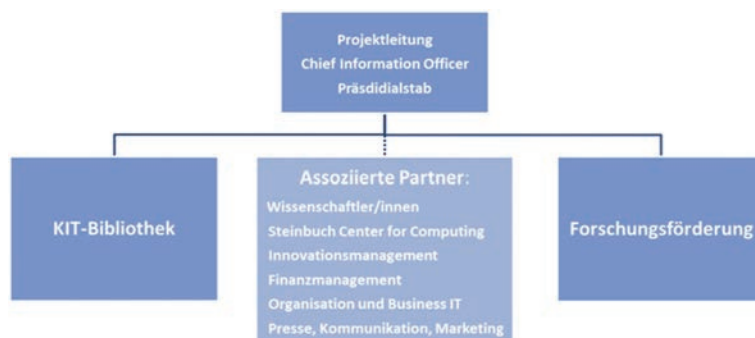 Projektleitung
Chief Information Officer
Präsdidialstab
KIT-Bibliothek
Assoziierte Partner:
Wissenschaftler/innen
Steinbuch Center for Computing
Innovationsmanagement
Finanzmanagement
Organisation und Business IT
Presse, Kommunikation, Marketing
Forschungsförderung